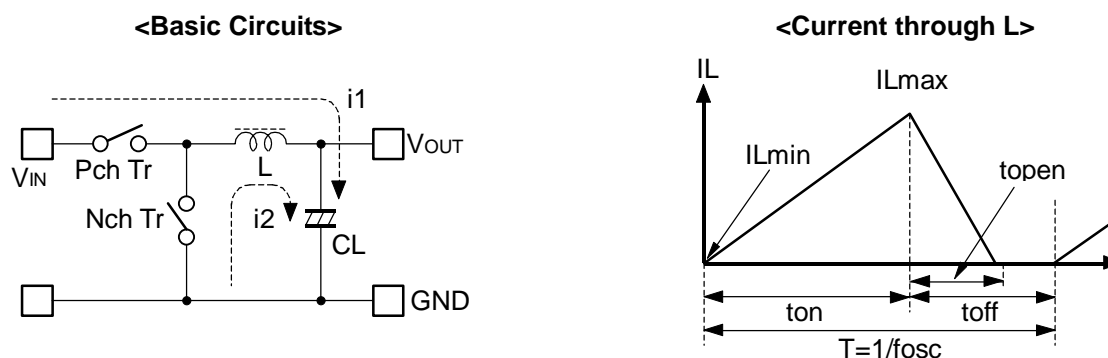 <Basic Circuits>
i1
VIN
Pch Tr
L
VOUT
Nch Tr
i2
CL
GND
<Current through L>
IL
ILmax
ILmin
topen
ton
toff
T=1/fosc